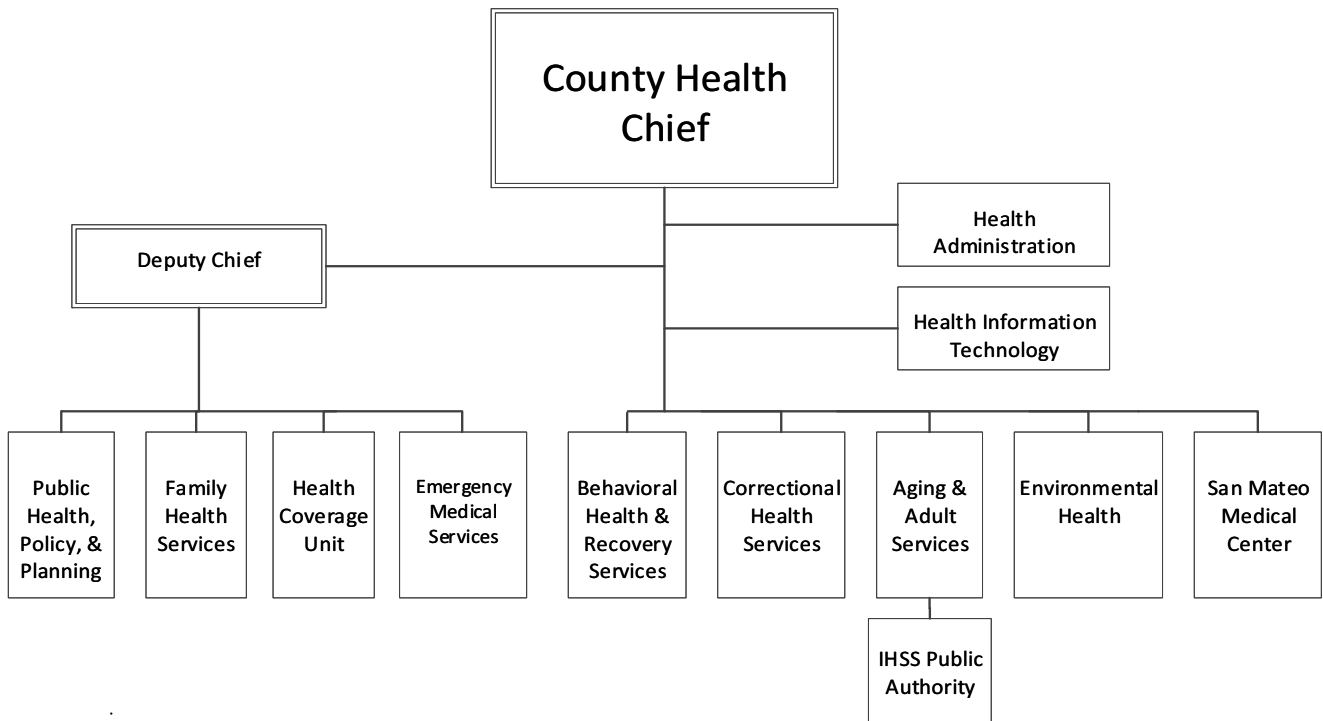 County Health
Chief
Health
Administration
Deputy Chief
Health Information
Technology
Public
Health,
Policy, &
Planning
Family
Health
Services
Health
Coverage
Unit
Emergency
Medical
Services
Behavioral
Health &
Recovery
Services
Correctional
Health
Services
Aging &
Adult
Services
Environmental
Health
San Mateo
Medical
Center
IHSS Public
Authority
.